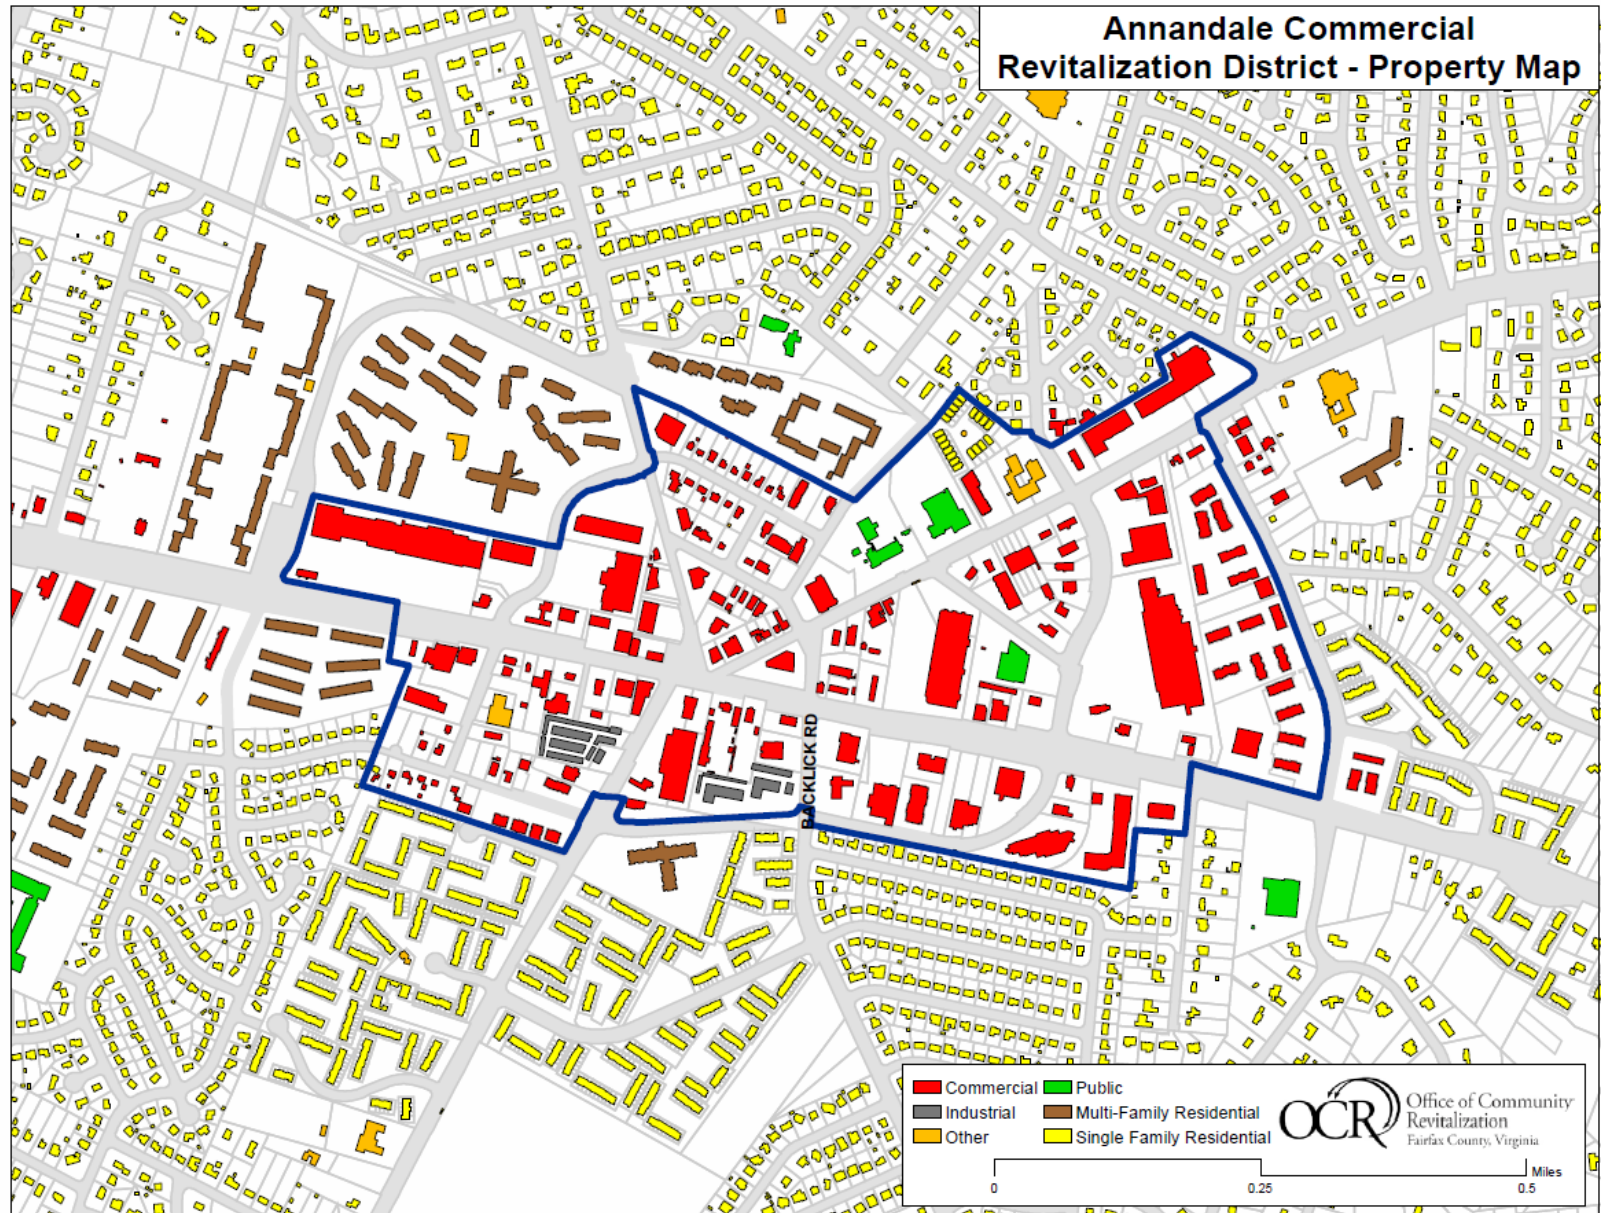 Annandale Commercial
Revitalization District - Property Map
BACKLICK RD
Commercial
Public
Industrial
Multi-Family Residential
Other
Single Family Residential
OCR
Office of Community
Revitalization
Fairfax County, Virginia
Miles
0
0.25
0.5